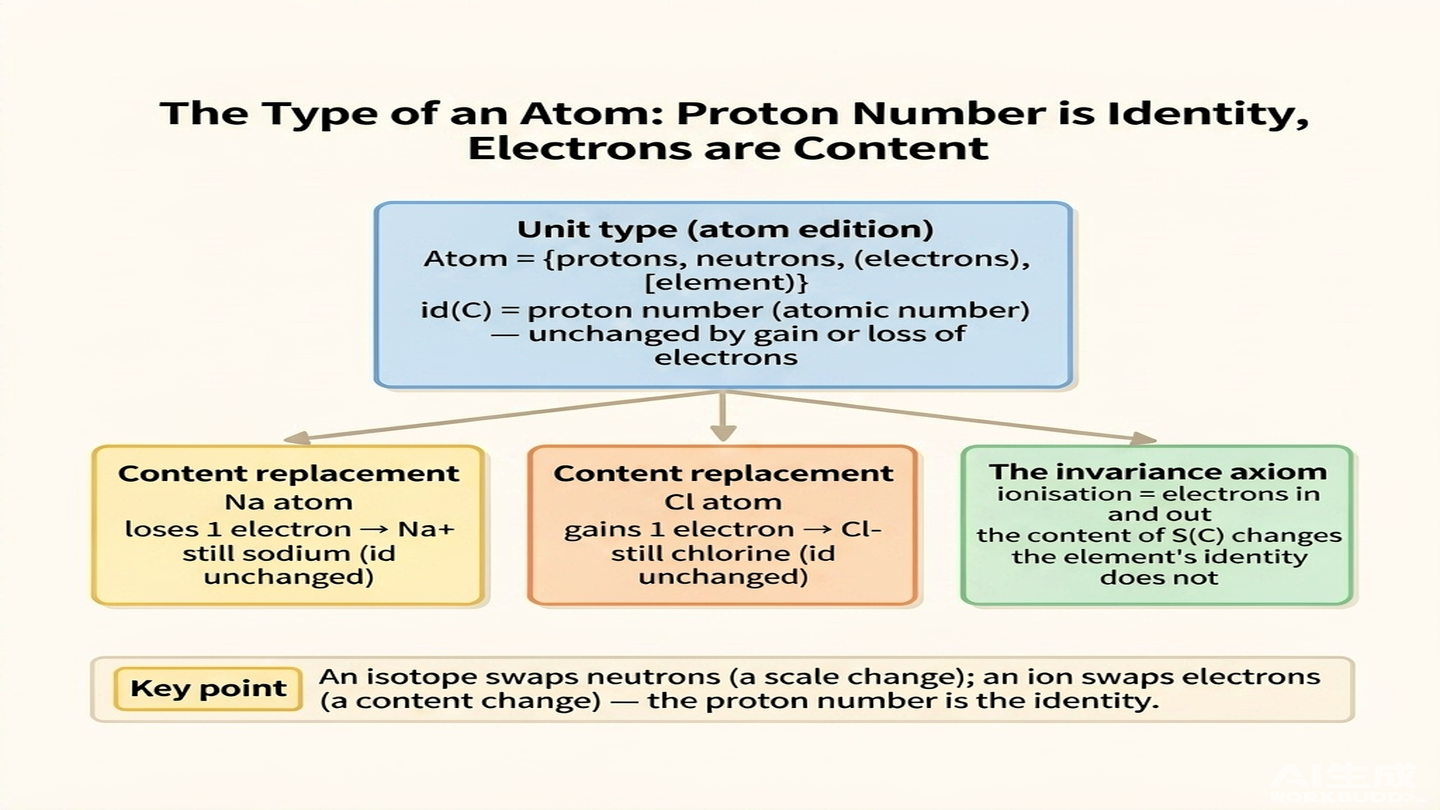 The Type of an Atom: Proton Number is Identity,
Electrons are Content
Unit type (atom edition)
Atom = {protons, neutrons, (electrons),
[element)}
id(C) = proton number (atomic number)
— unchanged by gain or loss of
electrons
Content replacement
Na atom
loses 1 electron → Na+
still sodium (id
unchanged)
Content replacement
Cl atom
gains 1 electron → Cl-
still chlorine (id
unchanged)
The invariance axiom
ionisation = electrons in
and out
the content of S(C) changes
the element's identity
does not
Key point
An isotope swaps neutrons (a scale change); an ion swaps electrons
(a content change) — the proton number is the identity.
AI生成